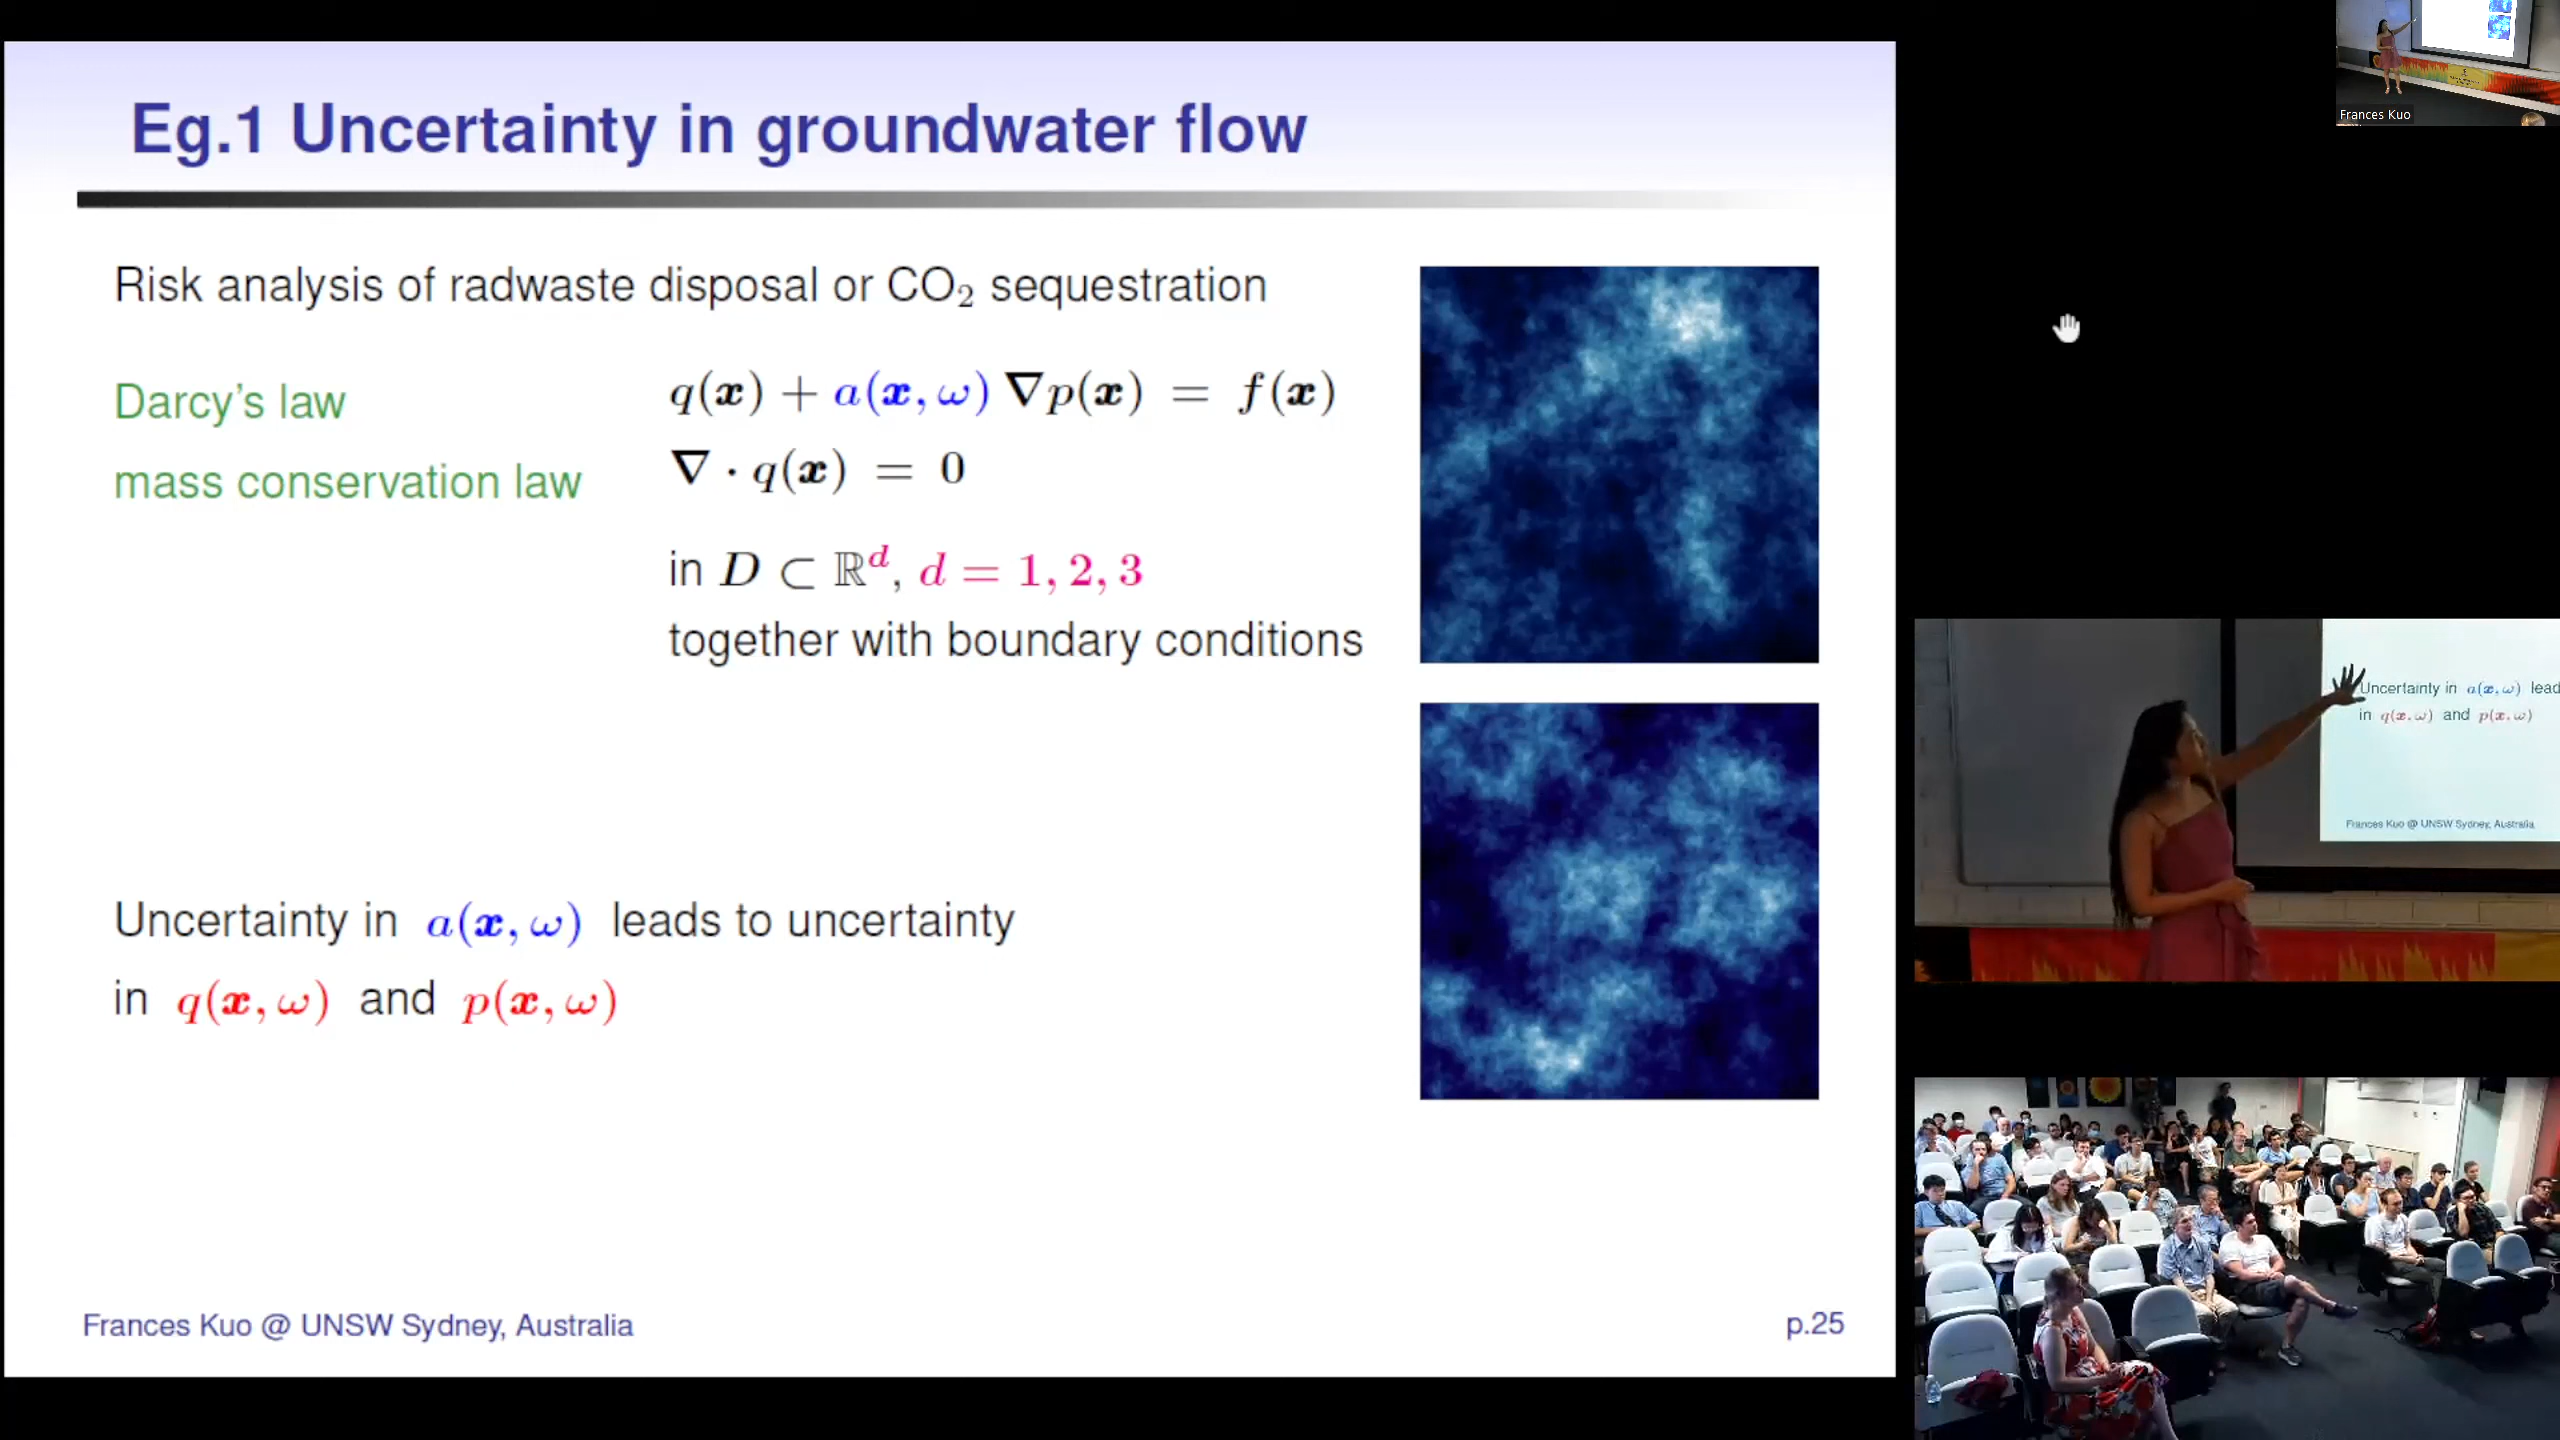 Eg.1 Uncertainty in groundwater flow
Risk analysis of radwaste disposal or CO₂ sequestration
Darcy's law q(𝒙) + a(𝒙, ω) ∇p(𝒙) = f(𝒙)
mass conservation law ∇ · q(𝒙) = 0
in D ⊂ ℝᵈ, d = 1, 2, 3
together with boundary conditions
Uncertainty in a(𝒙, ω) leads to uncertainty
in q(𝒙, ω) and p(𝒙, ω)
Frances Kuo @ UNSW Sydney, Australia
p.25
Frances Kuo
Uncertainty in a(𝒙, ω) lead
in q(𝒙, ω) and p(𝒙, ω)
Frances Kuo @ UNSW Sydney, Australia